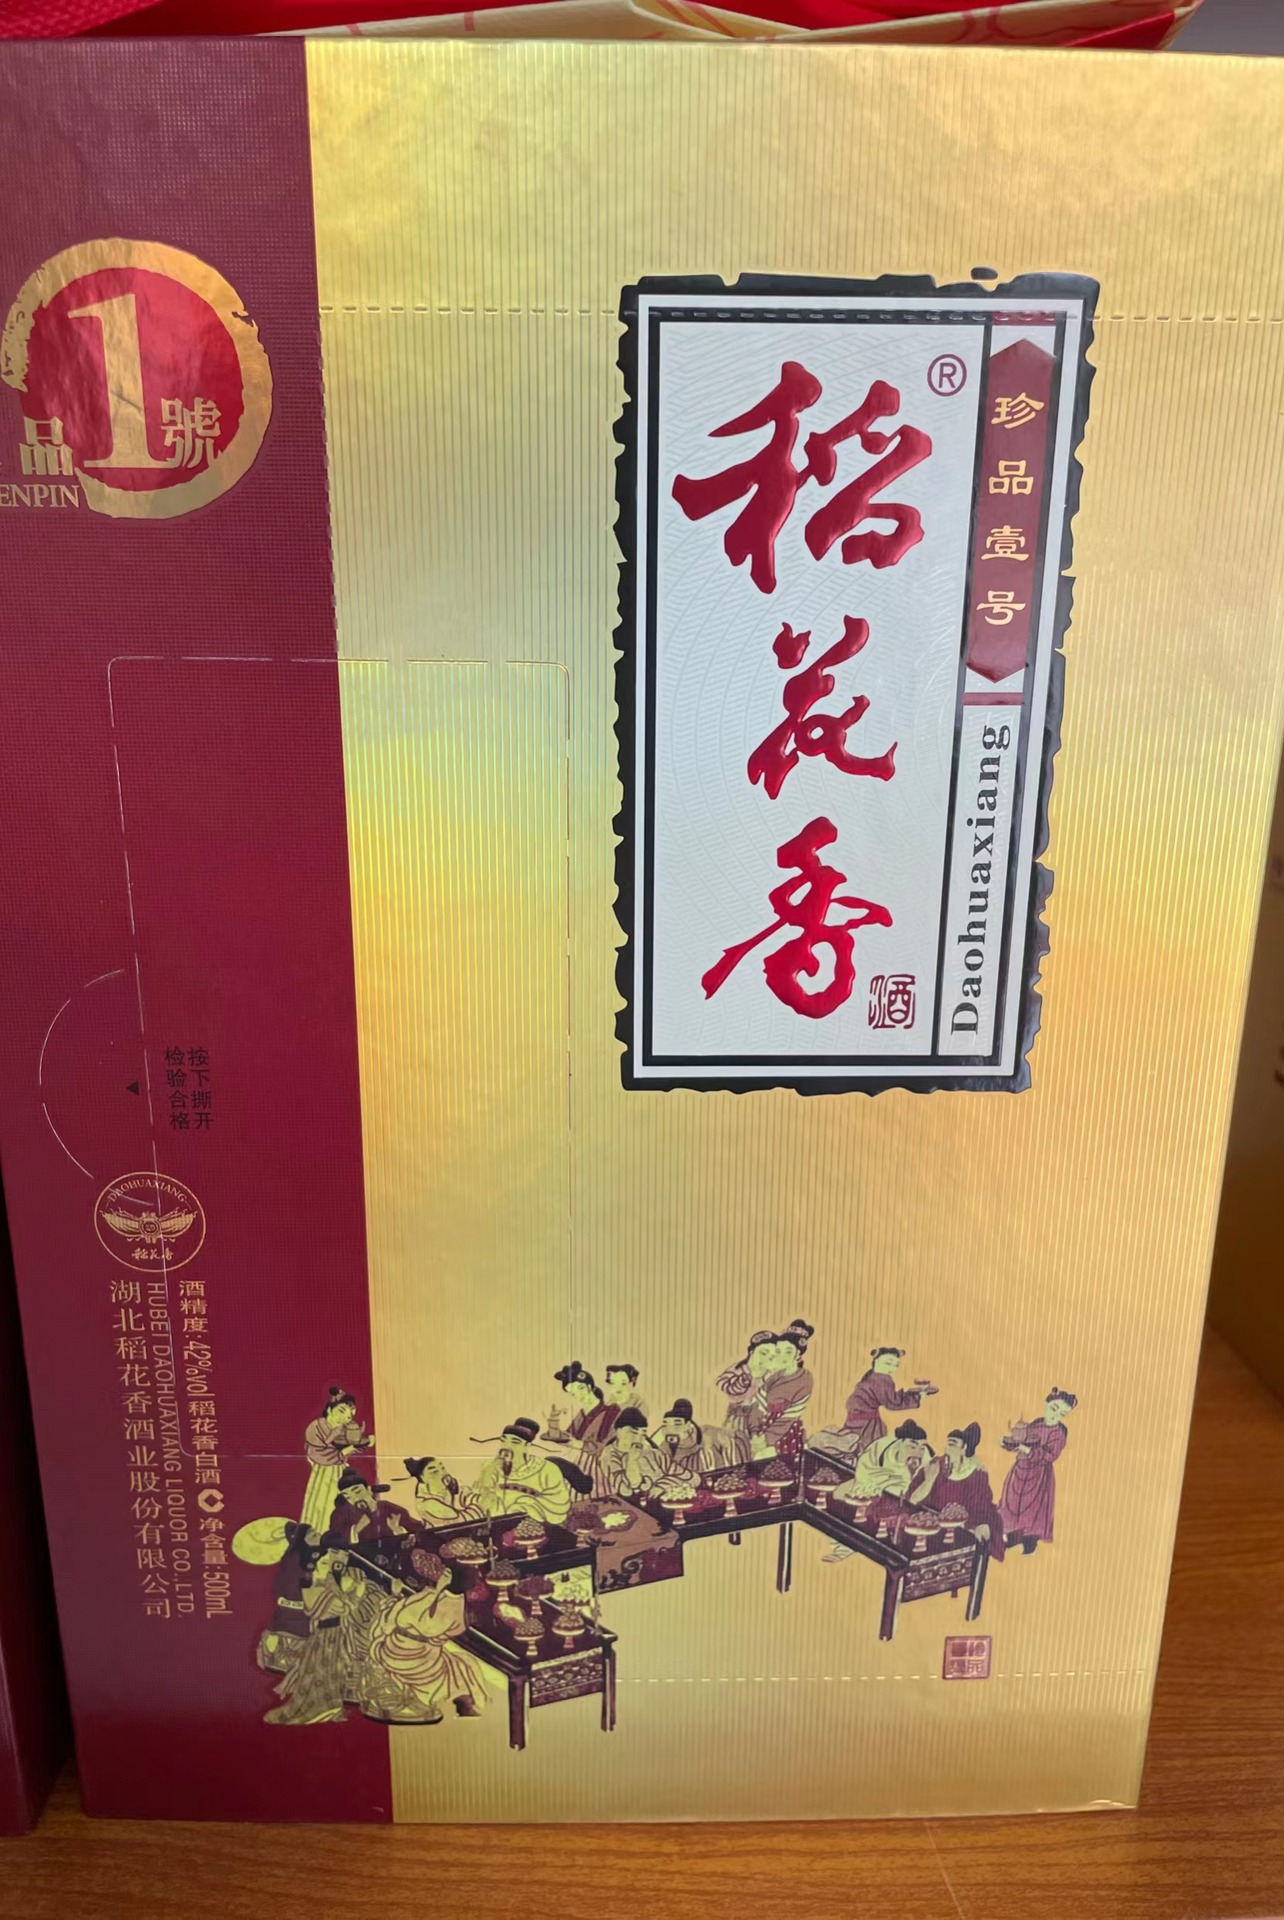 1
品 號
ENPIN
稻花香
®
酒
珍品壹号
Daohuaxiang
按下撕开
检验合格
DAOHUAXIANG
稻花香
酒精度:42%vol 稻花香白酒 净含量:500mL
HUBEI DAOHUAXIANG LIQUOR CO.,LTD.
湖北稻花香酒业股份有限公司